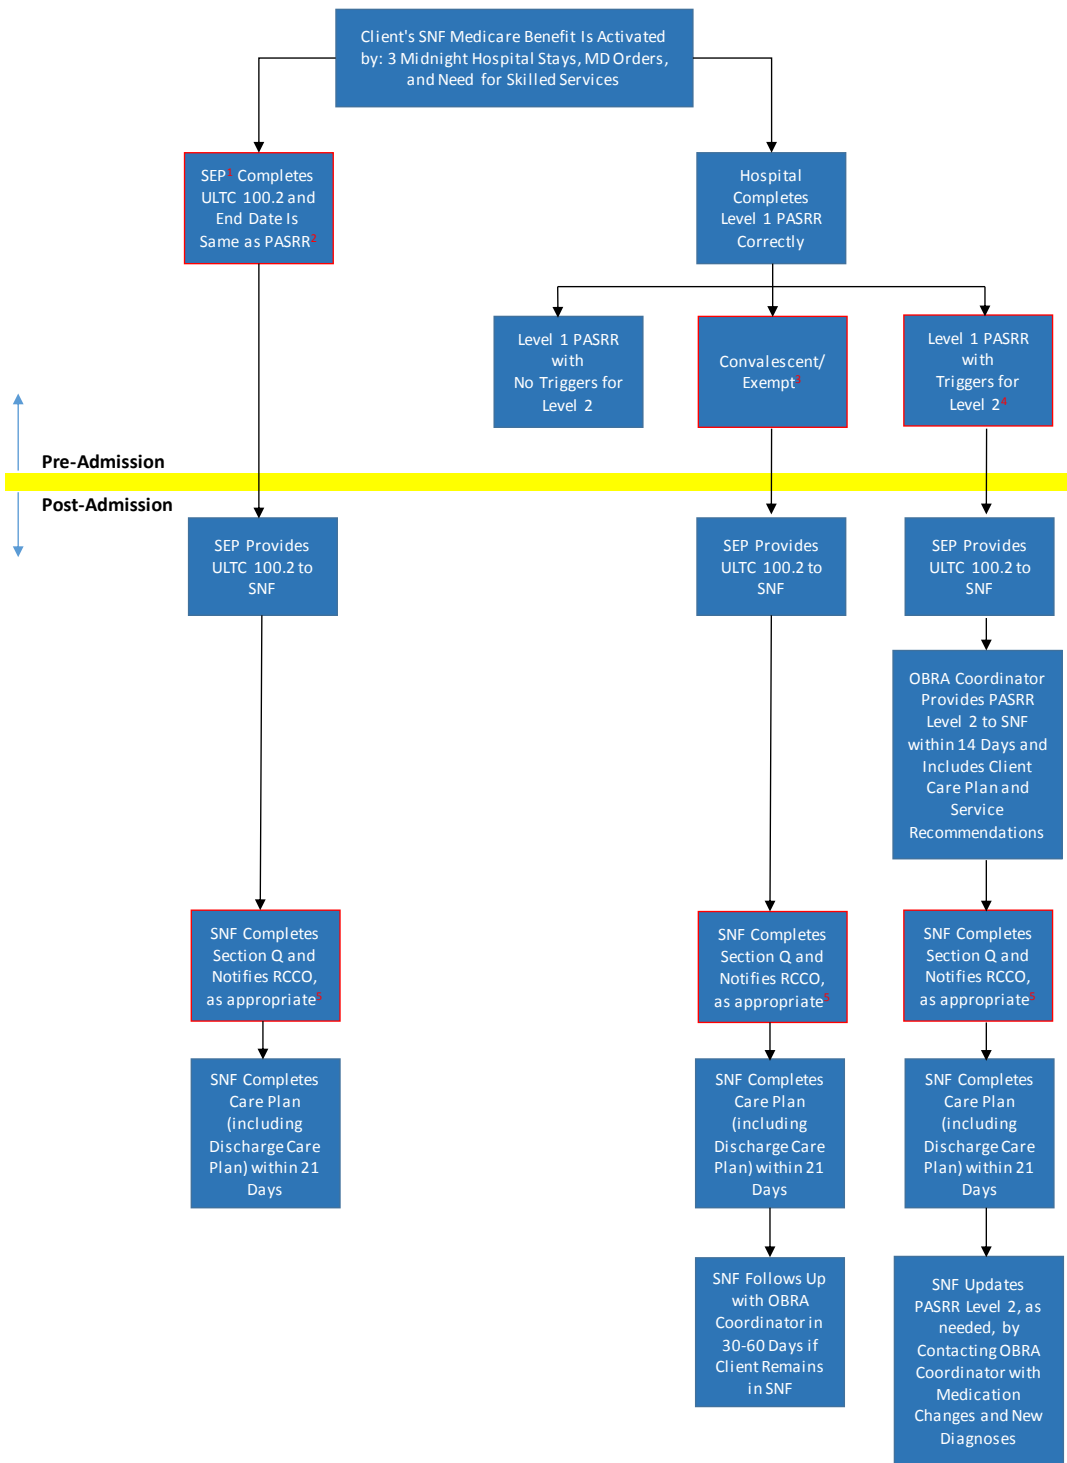 Client's SNF Medicare Benefit Is Activated
by: 3 Midnight Hospital Stays, MD Orders,
and Need for Skilled Services
SEP1 Completes
ULTC 100.2 and
End Date Is
Same as PASRR2
Hospital
Completes
Level 1 PASRR
Correctly
Level 1 PASRR
with
No Triggers for
Level 2
Convalescent/
Exempt3
Level 1 PASRR
with
Triggers for
Level 24
Pre-Admission
Post-Admission
SEP Provides
ULTC 100.2 to
SNF
SEP Provides
ULTC 100.2 to
SNF
SEP Provides
ULTC 100.2 to
SNF
OBRA Coordinator
Provides PASRR
Level 2 to SNF
within 14 Days and
Includes Client
Care Plan and
Service
Recommendations
SNF Completes
Section Q and
Notifies RCCO,
as appropriate5
SNF Completes
Section Q and
Notifies RCCO,
as appropriate5
SNF Completes
Section Q and
Notifies RCCO,
as appropriate5
SNF Completes
Care Plan
(including
Discharge Care
Plan) within 21
Days
SNF Completes
Care Plan
(including
Discharge Care
Plan) within 21
Days
SNF Completes
Care Plan
(including
Discharge Care
Plan) within 21
Days
SNF Follows Up
with OBRA
Coordinator in
30-60 Days if
Client Remains
in SNF
SNF Updates
PASRR Level 2, as
needed, by
Contacting OBRA
Coordinator with
Medication
Changes and New
Diagnoses